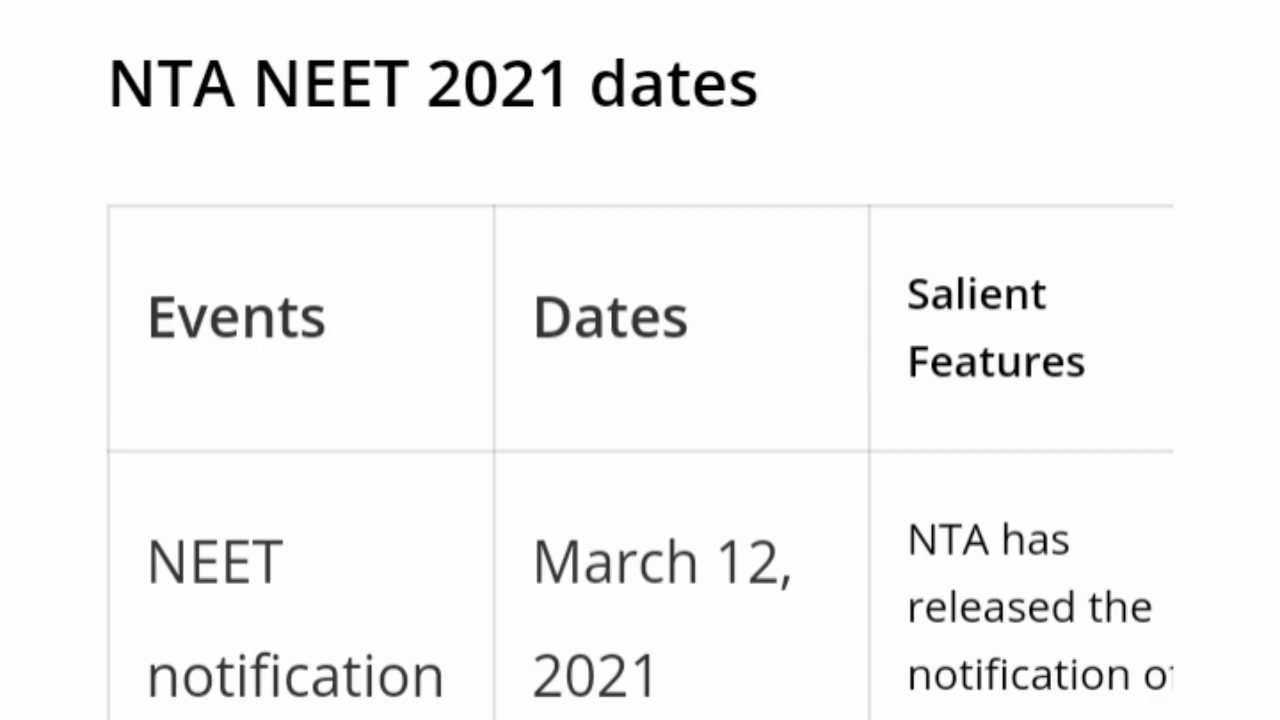 NTA NEET 2021 dates
Events
Dates
Salient
Features
NEET
notification
March 12,
2021
NTA has
released the
notification